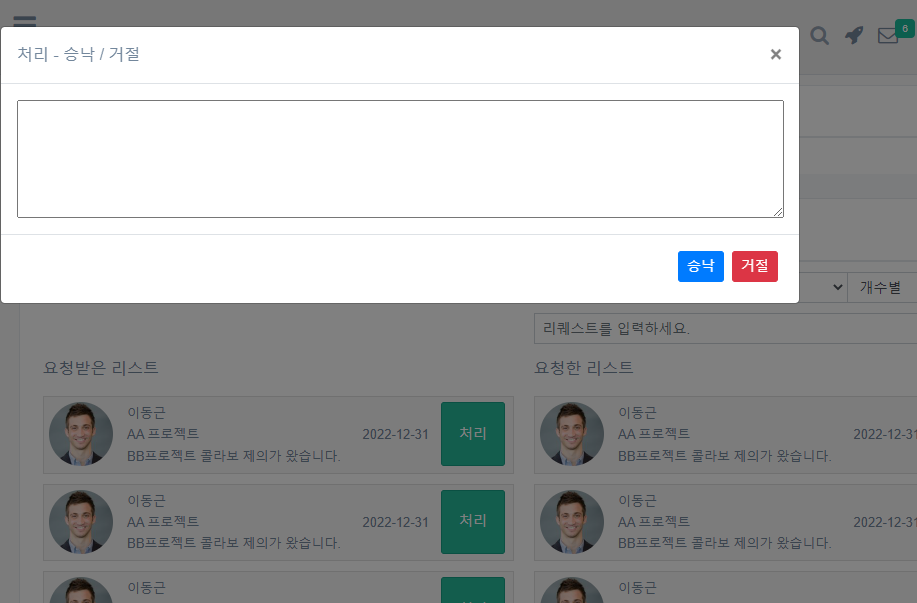 처리 - 승낙 / 거절
×
6
승낙
거절
개수별
리퀘스트를 입력하세요.
요청받은 리스트
요청한 리스트
이동근
AA 프로젝트
2022-12-31
BB프로젝트 콜라보 제의가 왔습니다.
처리
이동근
AA 프로젝트
2022-12-31
BB프로젝트 콜라보 제의가 왔습니다.
이동근
AA 프로젝트
2022-12-31
BB프로젝트 콜라보 제의가 왔습니다.
처리
이동근
AA 프로젝트
2022-12-31
BB프로젝트 콜라보 제의가 왔습니다.
이동근
이동근